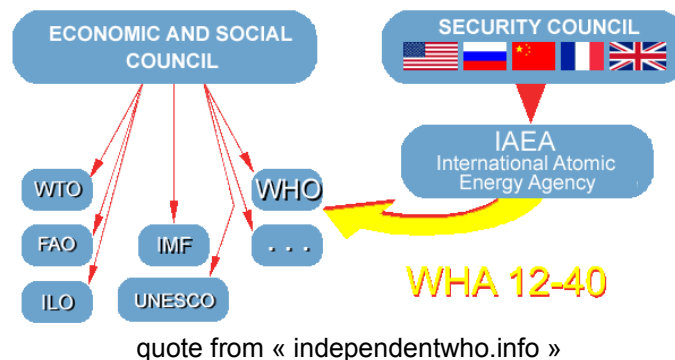 ECONOMIC AND SOCIAL
COUNCIL
SECURITY COUNCIL
IAEA
International Atomic
Energy Agency
WTO
WHO
FAO
IMF
. . .
ILO
UNESCO
WHA 12-40
quote from « independentwho.info »